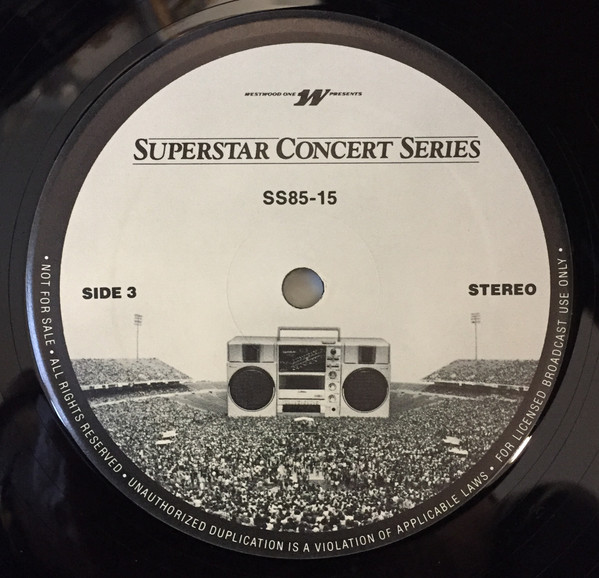 WESTWOOD ONE W PRESENTS
SUPERSTAR CONCERT SERIES
SS85-15
SIDE 3
STEREO
• NOT FOR SALE • ALL RIGHTS RESERVED • UNAUTHORIZED DUPLICATION IS A VIOLATION OF APPLICABLE LAWS • FOR LICENSED BROADCAST USE ONLY •